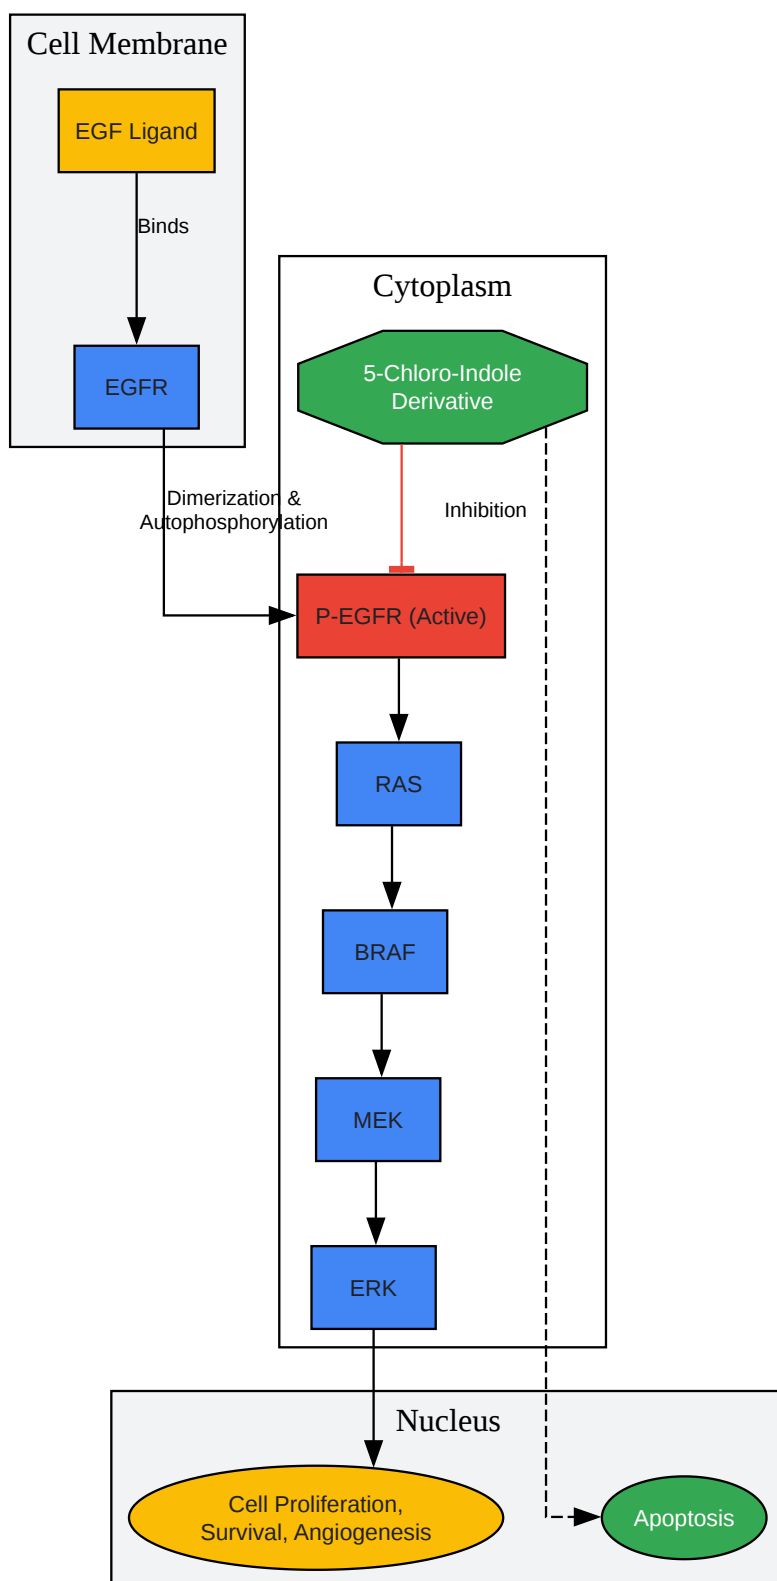 Cell Membrane
EGF Ligand
Binds
EGFR
Cytoplasm
5-Chloro-Indole
Derivative
Dimerization &
Autophosphorylation
Inhibition
P-EGFR (Active)
RAS
BRAF
MEK
ERK
Nucleus
Cell Proliferation,
Survival, Angiogenesis
Apoptosis